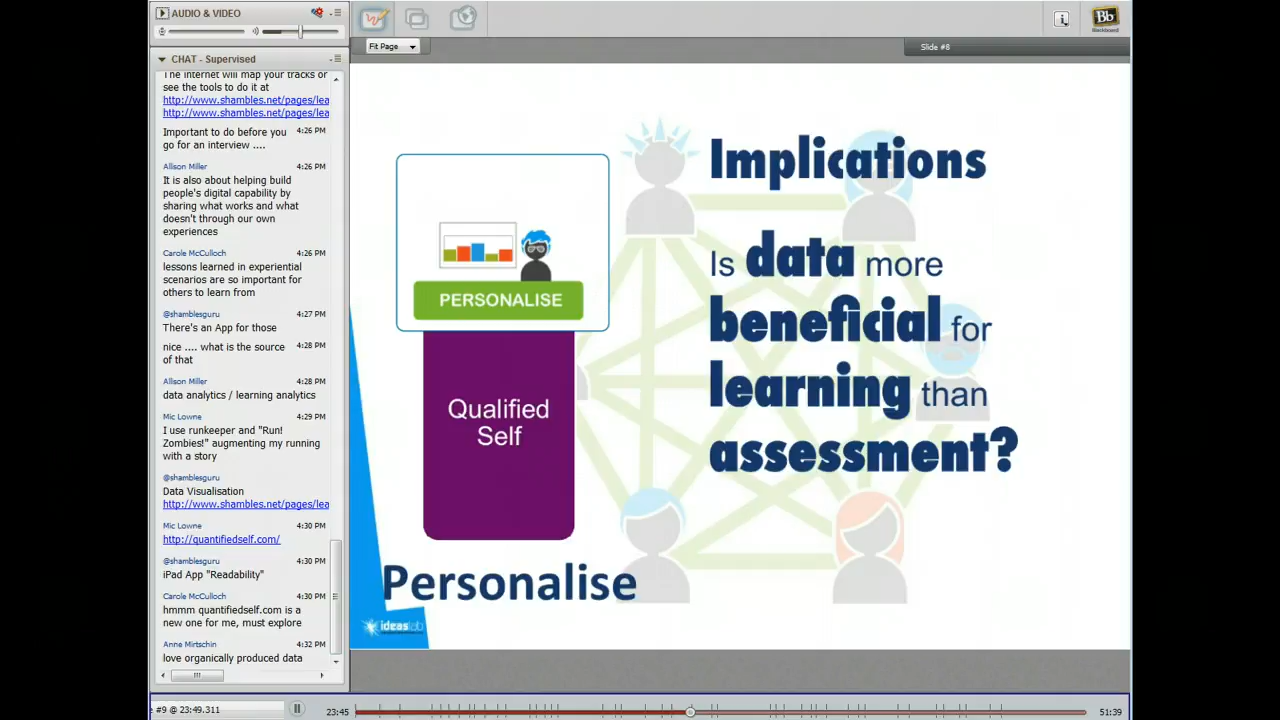 AUDIO & VIDEO
CHAT - Supervised
The internet will map your tracks or
see the tools to do it at
http://www.shambles.net/pages/lea
http://www.shambles.net/pages/lea
Important to do before you 4:26 PM
go for an interview ....
Allison Miller 4:26 PM
It is also about helping build
people's digital capability by
sharing what works and what
doesn't through our own
experiences
Carole McCulloch 4:26 PM
lessons learned in experiential
scenarios are so important for
others to learn from
@shamblesguru 4:27 PM
There's an App for those
nice .... what is the source 4:28 PM
of that
Allison Miller 4:28 PM
data analytics / learning analytics
Mic Lowne 4:29 PM
I use runkeeper and "Run!
Zombies!" augmenting my running
with a story
@shamblesguru
Data Visualisation
http://www.shambles.net/pages/lea
Mic Lowne 4:30 PM
http://quantifiedself.com/
@shamblesguru 4:30 PM
iPad App "Readability"
Carole McCulloch 4:30 PM
hmmm quantifiedself.com is a
new one for me, must explore
Anne Mirtschin 4:32 PM
love organically produced data
Fit Page
Slide #8
Bb
Blackboard
PERSONALISE
Qualified
Self
Personalise
ideaslab
Implications
Is data more
beneficial for
learning than
assessment?
#9 @ 23:49.311
23:45
51:39